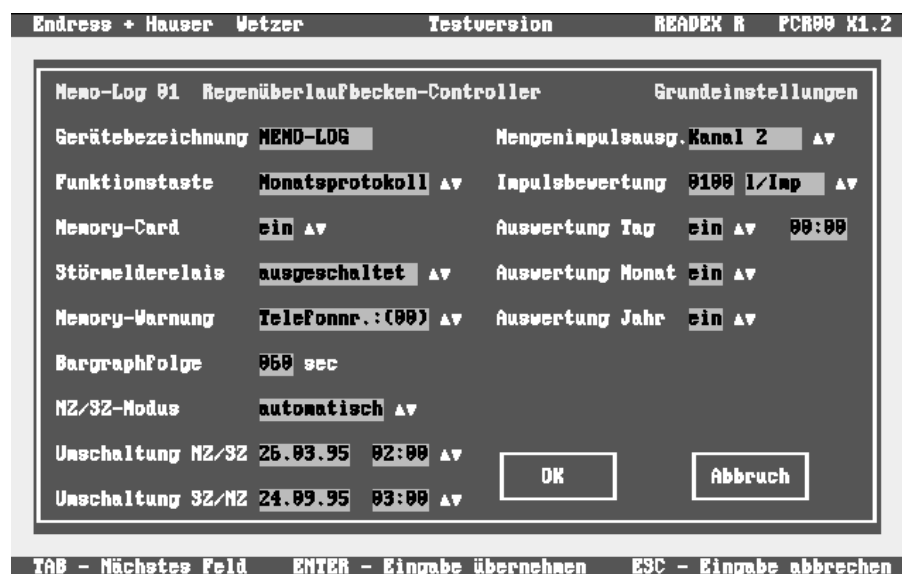 Endress + Hauser Wetzer Testversion READEX R PCR00 X1.2
Memo-Log 01 Regenüberlaufbecken-Controller Grundeinstellungen
Gerätebezeichnung MEMO-LOG Mengenimpulsausg. Kanal 2 ▲▼
Funktionstaste Monatsprotokoll ▲▼ Impulsbewertung 0100 l/Imp ▲▼
Memory-Card ein ▲▼ Auswertung Tag ein ▲▼ 00:00
Störmelderelais ausgeschaltet ▲▼ Auswertung Monat ein ▲▼
Memory-Warnung Telefonnr.:(00) ▲▼ Auswertung Jahr ein ▲▼
Bargraphfolge 060 sec
NZ/SZ-Modus automatisch ▲▼
Umschaltung NZ/SZ 26.03.95 02:00 ▲▼
Umschaltung SZ/NZ 24.09.95 03:00 ▲▼
OK Abbruch
TAB - Nächstes Feld ENTER - Eingabe übernehmen ESC - Eingabe abbrechen